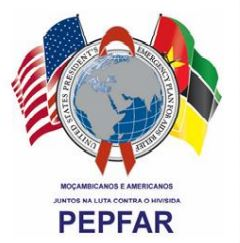 UNITED STATES PRESIDENT'S EMERGENCY PLAN FOR AIDS RELIEF
MOÇAMBICANOS E AMERICANOS
JUNTOS NA LUTA CONTRA O HIV/SIDA
PEPFAR